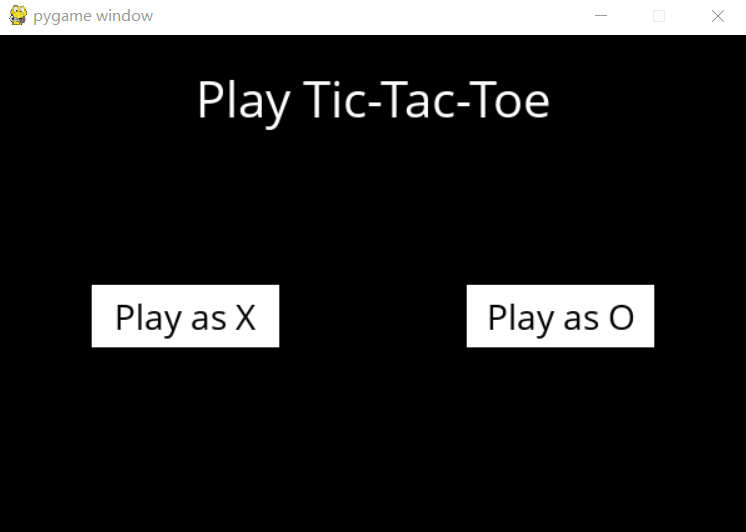 pygame window
Play Tic-Tac-Toe
Play as X
Play as O